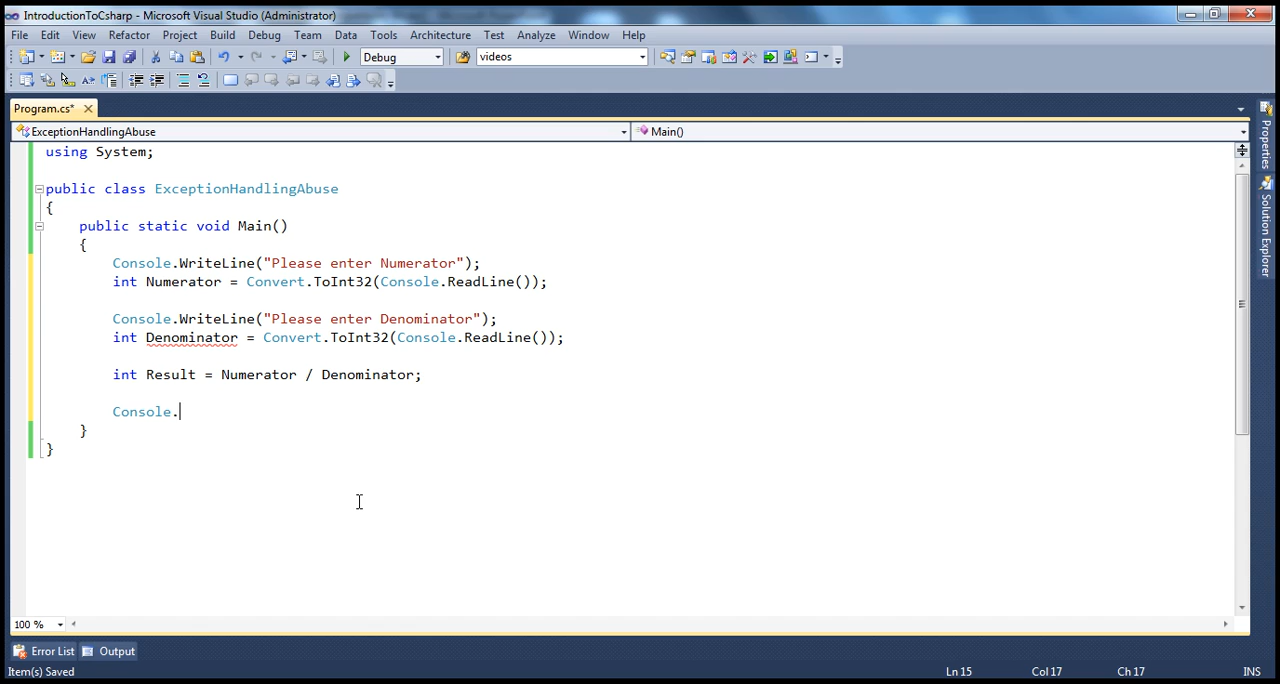 IntroductionToCsharp - Microsoft Visual Studio (Administrator)
File Edit View Refactor Project Build Debug Team Data Tools Architecture Test Analyze Window Help
Debug videos
Program.cs*
ExceptionHandlingAbuse Main()
using System;
public class ExceptionHandlingAbuse
{
public static void Main()
{
Console.WriteLine("Please enter Numerator");
int Numerator = Convert.ToInt32(Console.ReadLine());
Console.WriteLine("Please enter Denominator");
int Denominator = Convert.ToInt32(Console.ReadLine());
int Result = Numerator / Denominator;
Console.
}
}
Properties
Solution Explorer
100 %
Error List Output
Item(s) Saved Ln 15 Col 17 Ch 17 INS